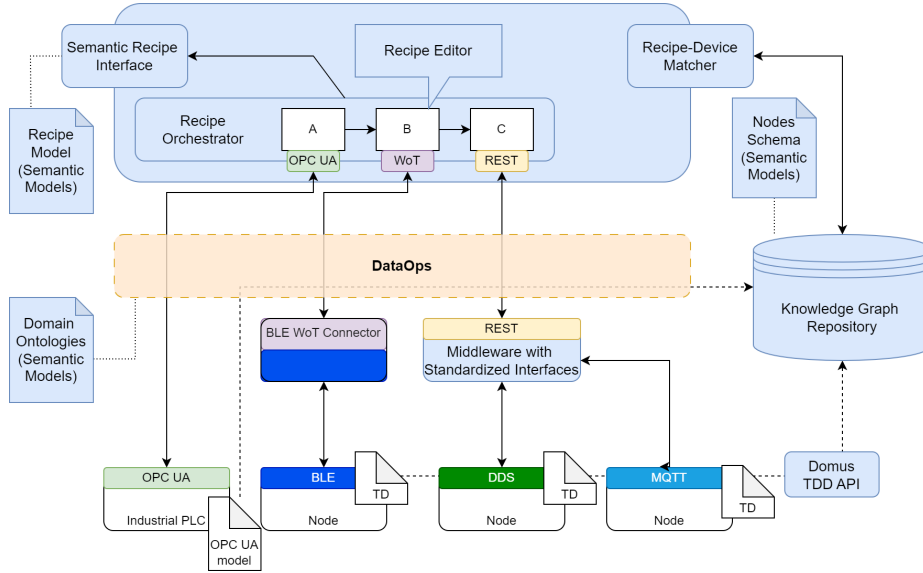 Semantic Recipe
Interface
Recipe Editor
Recipe-Device
Matcher
Recipe
Orchestrator
A
B
C
OPC UA
WoT
REST
Recipe
Model
(Semantic
Models)
Nodes
Schema
(Semantic
Models)
DataOps
Domain
Ontologies
(Semantic
Models)
Knowledge Graph
Repository
BLE WoT Connector
REST
Middleware with
Standardized Interfaces
OPC UA
Industrial PLC
OPC UA
model
BLE
Node
TD
DDS
Node
TD
MQTT
Node
TD
Domus
TDD API